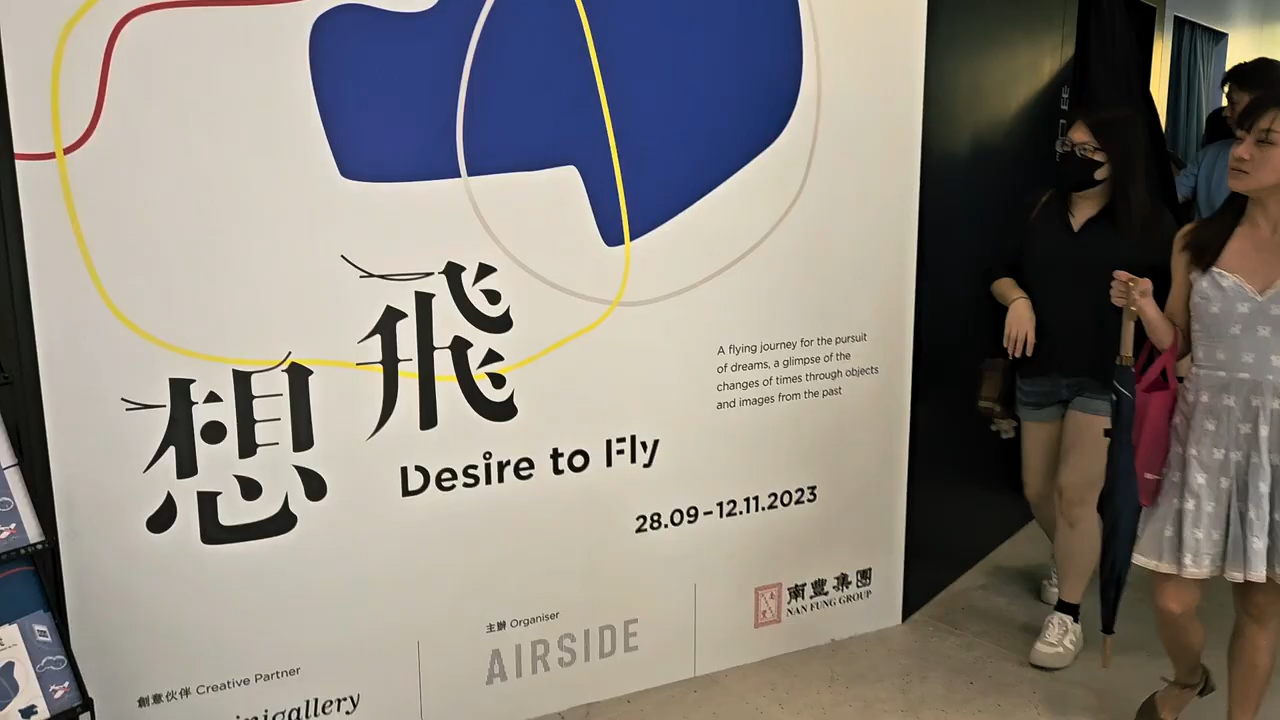 想飛
Desire to Fly
A flying journey for the pursuit
of dreams, a glimpse of the
changes of times through objects
and images from the past
28.09–12.11.2023
南豐集團
NAN FUNG GROUP
主辦 Organiser
AIRSIDE
創意伙伴 Creative Partner